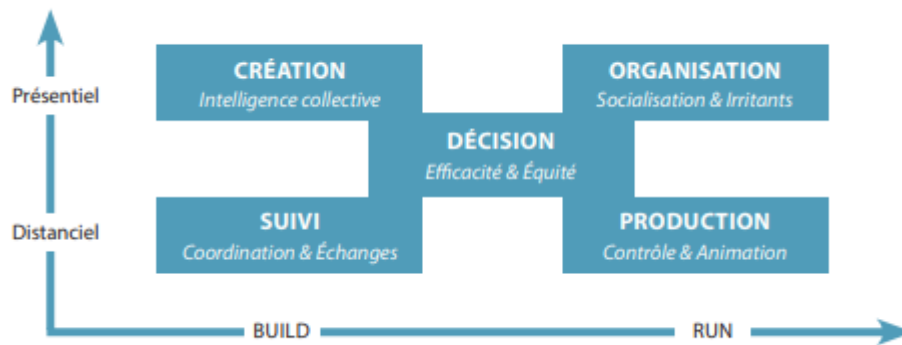 Présentiel
CRÉATION
Intelligence collective
ORGANISATION
Socialisation & Irritants
DÉCISION
Efficacité & Équité
Distanciel
SUIVI
Coordination & Échanges
PRODUCTION
Contrôle & Animation
BUILD
RUN